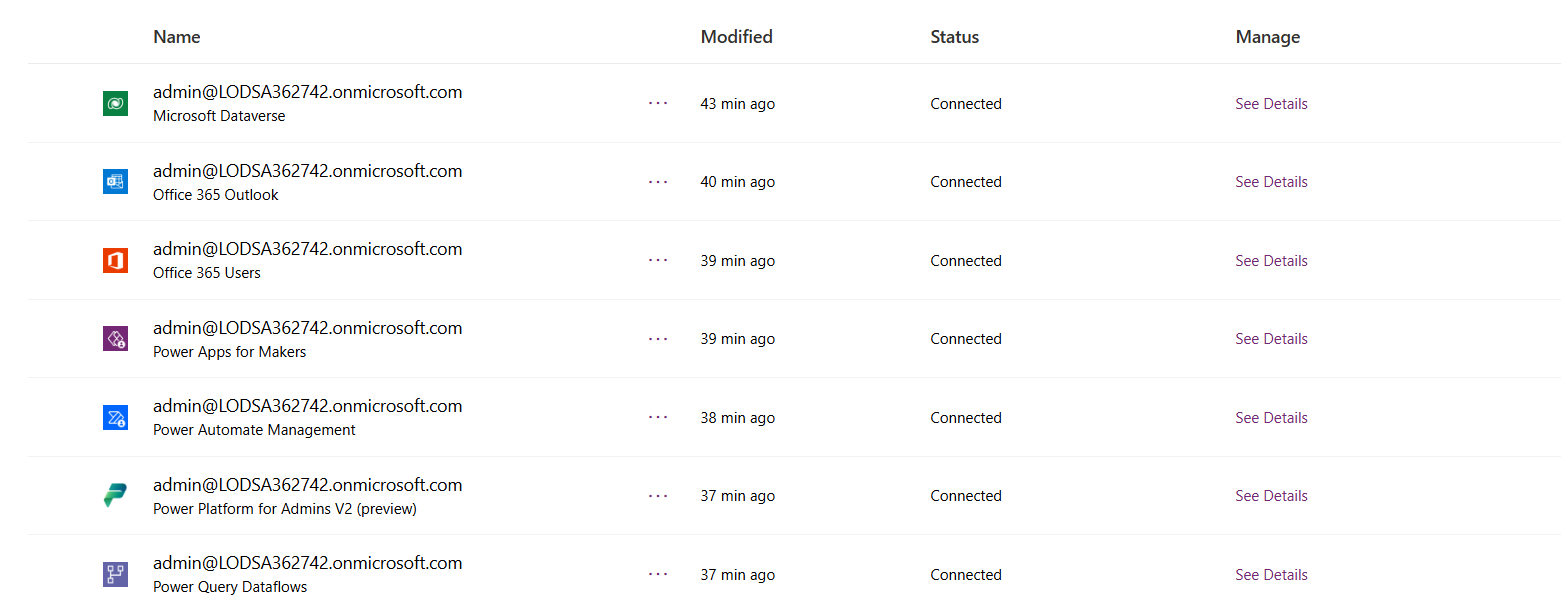 Name Modified Status Manage
admin@LODSA362742.onmicrosoft.com
Microsoft Dataverse
... 43 min ago Connected See Details
admin@LODSA362742.onmicrosoft.com
Office 365 Outlook
... 40 min ago Connected See Details
admin@LODSA362742.onmicrosoft.com
Office 365 Users
... 39 min ago Connected See Details
admin@LODSA362742.onmicrosoft.com
Power Apps for Makers
... 39 min ago Connected See Details
admin@LODSA362742.onmicrosoft.com
Power Automate Management
... 38 min ago Connected See Details
admin@LODSA362742.onmicrosoft.com
Power Platform for Admins V2 (preview)
... 37 min ago Connected See Details
admin@LODSA362742.onmicrosoft.com
Power Query Dataflows
... 37 min ago Connected See Details